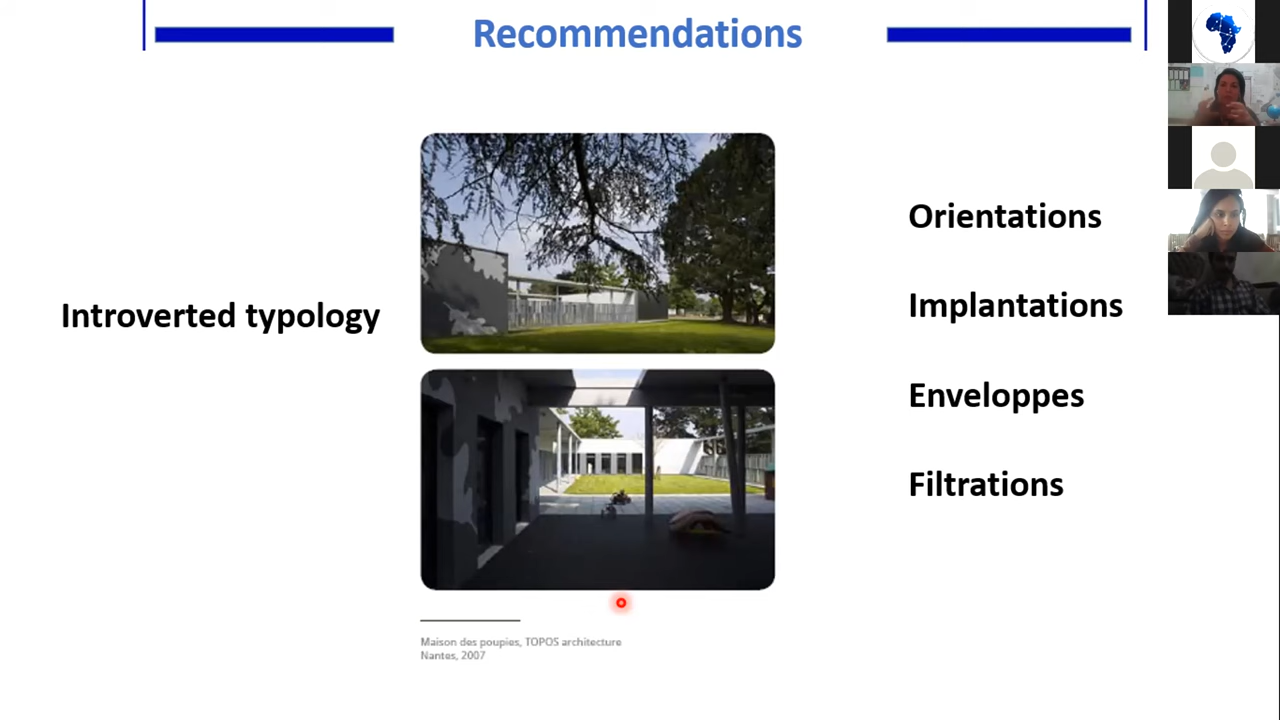 Recommendations
Introverted typology
Orientations
Implantations
Enveloppes
Filtrations
Maison des poupies, TOPOS architecture
Nantes, 2007